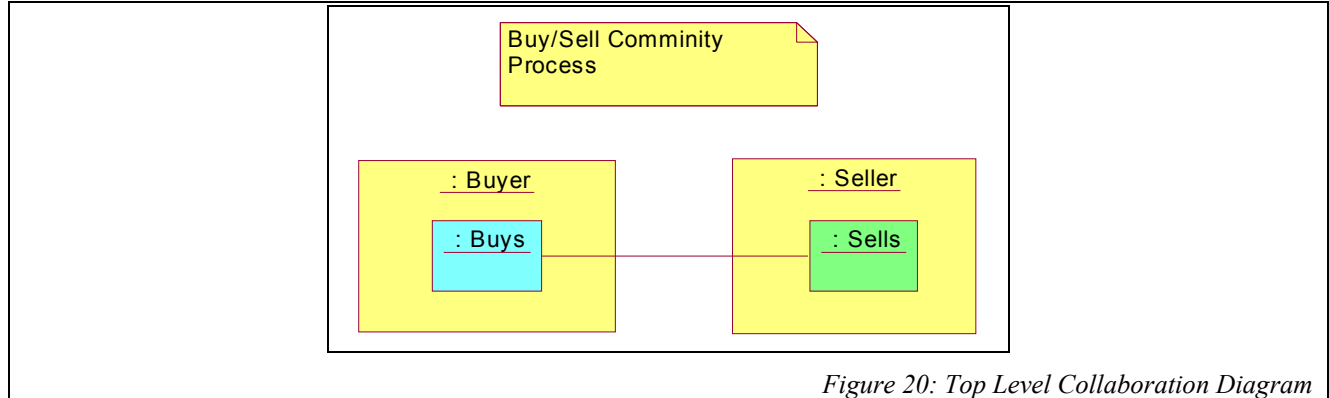 Buy/Sell Comminity
Process
: Buyer
: Seller
: Buys
: Sells
Figure 20: Top Level Collaboration Diagram